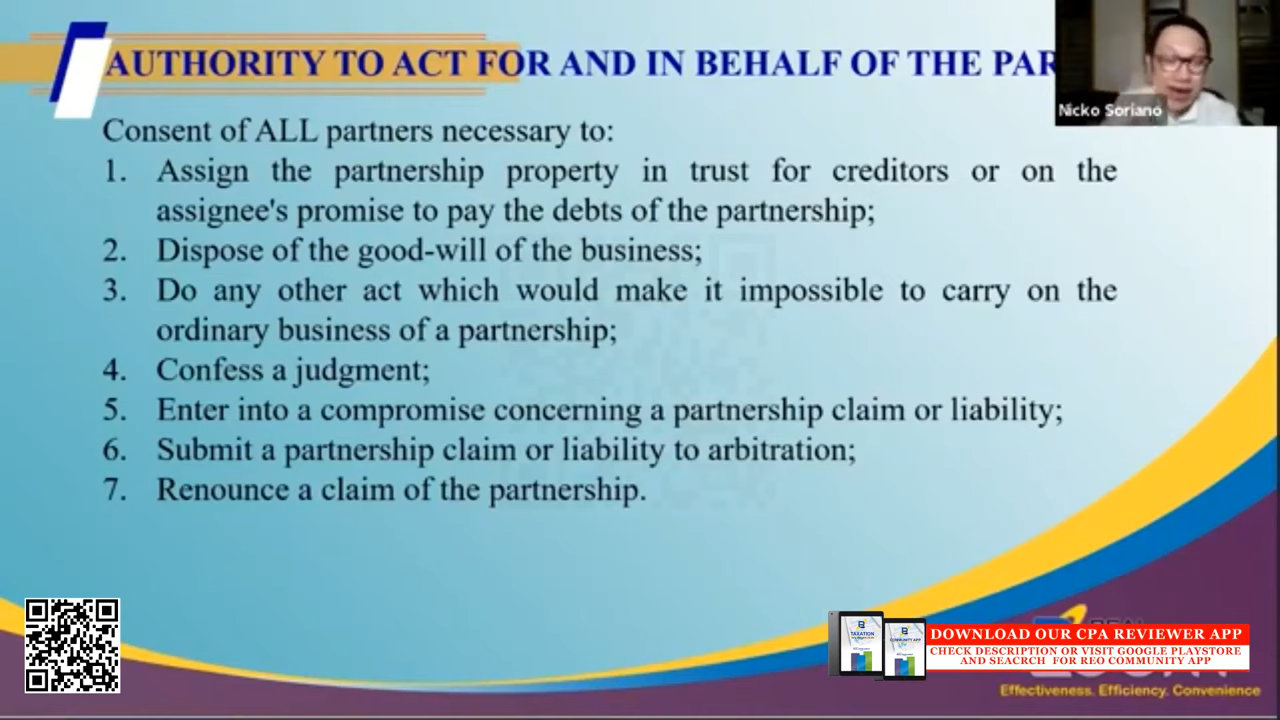 AUTHORITY TO ACT FOR AND IN BEHALF OF THE PAR
Nicko Soriano
Consent of ALL partners necessary to:
1. Assign the partnership property in trust for creditors or on the
assignee's promise to pay the debts of the partnership;
2. Dispose of the good-will of the business;
3. Do any other act which would make it impossible to carry on the
ordinary business of a partnership;
4. Confess a judgment;
5. Enter into a compromise concerning a partnership claim or liability;
6. Submit a partnership claim or liability to arbitration;
7. Renounce a claim of the partnership.
TAXATION
COMMUNITY APP
DOWNLOAD OUR CPA REVIEWER APP
CHECK DESCRIPTION OR VISIT GOOGLE PLAYSTORE
AND SEACRCH FOR REO COMMUNITY APP
Effectiveness. Efficiency. Convenience